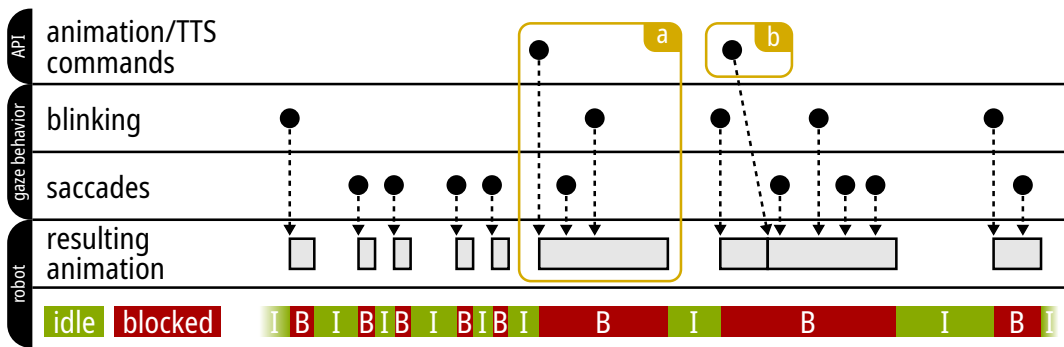 API
animation/TTS
commands
a
b
gaze behavior
blinking
saccades
robot
resulting
animation
idle blocked I B I B I B I B I B I B I B I B I